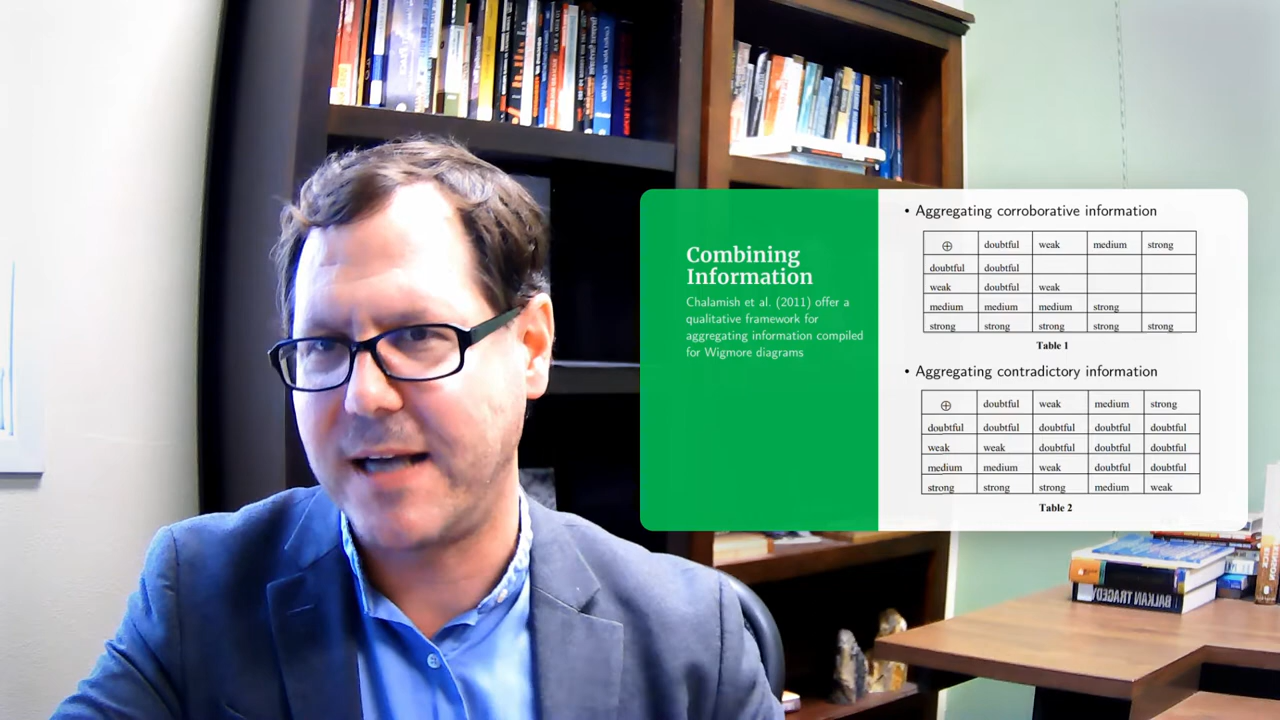 Combining
Information
Chalamish et al. (2011) offer a
qualitative framework for
aggregating information compiled
for Wigmore diagrams
• Aggregating corroborative information
⊕ doubtful weak medium strong
doubtful doubtful
weak doubtful weak
medium medium medium strong
strong strong strong strong strong
Table 1
• Aggregating contradictory information
⊕ doubtful weak medium strong
doubtful doubtful doubtful doubtful doubtful
weak weak doubtful doubtful doubtful
medium medium weak doubtful doubtful
strong strong strong medium weak
Table 2
BALKAN TRAGEDY